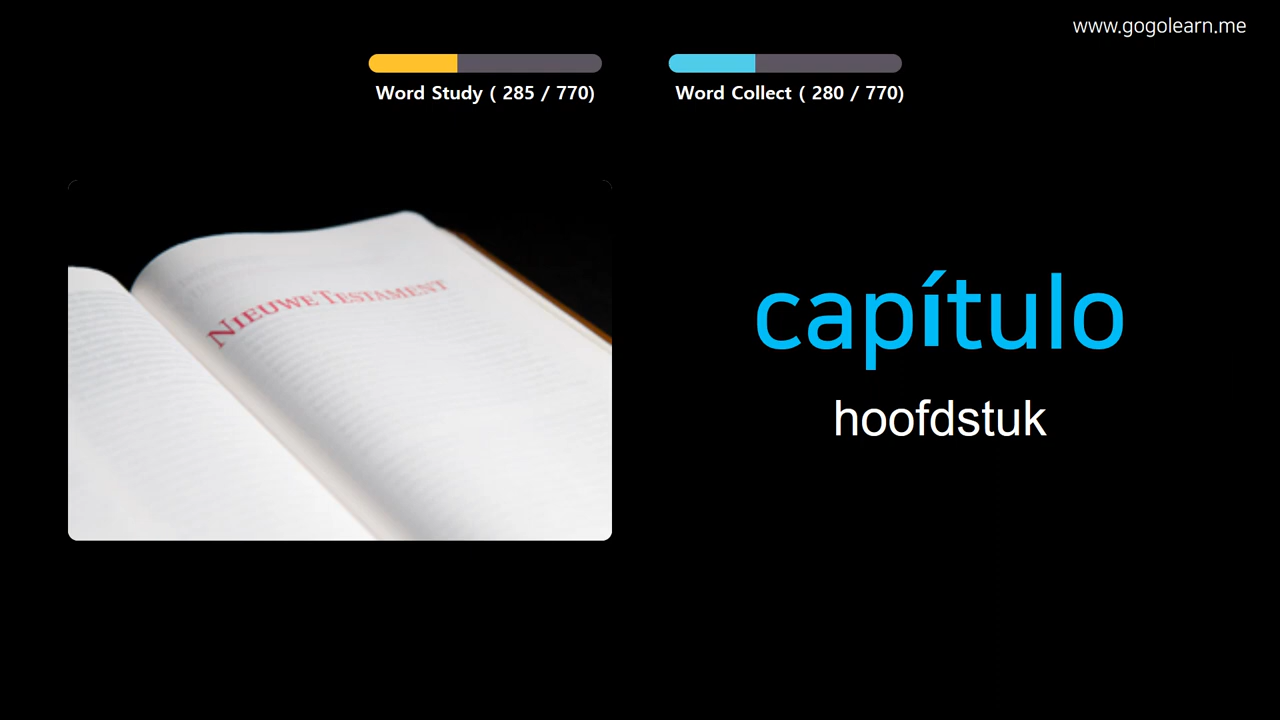 www.gogolearn.me
Word Study ( 285 / 770)
Word Collect ( 280 / 770)
NIEUWE TESTAMENT
capítulo
hoofdstuk